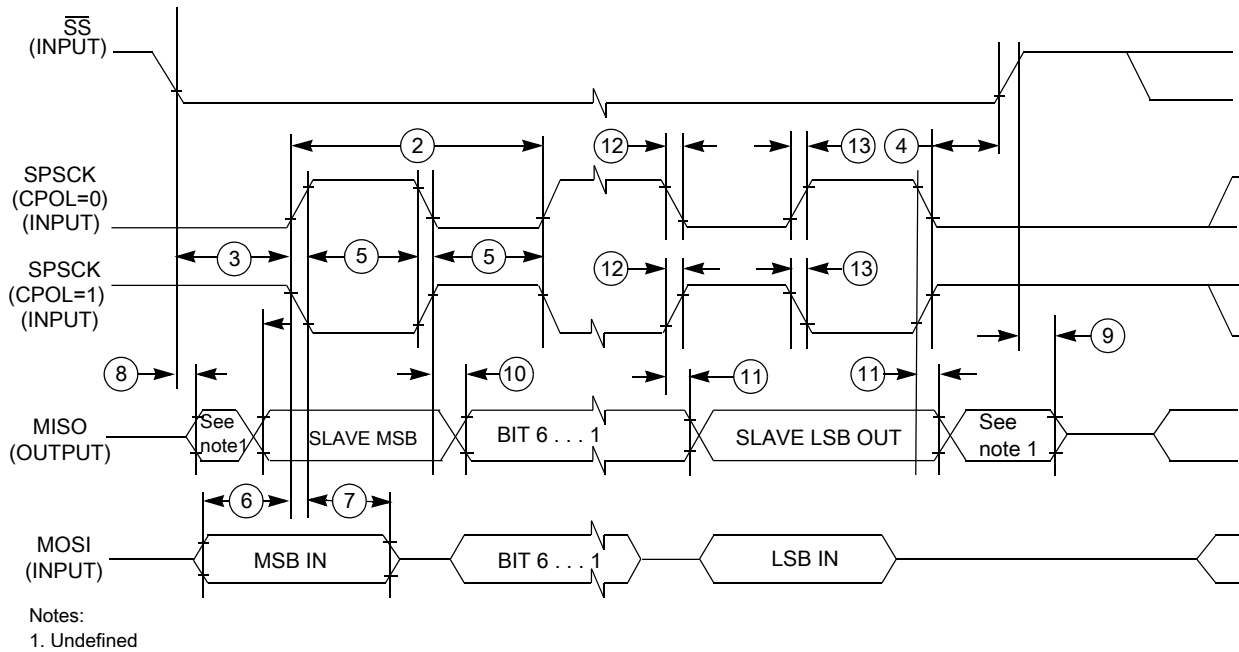 SS
(INPUT)
2
12
13
4
SPSCK
(CPOL=0)
(INPUT)
3
5
5
SPSCK
(CPOL=1)
(INPUT)
12
13
8
10
11
11
9
MISO
(OUTPUT)
See
note1
SLAVE MSB
BIT 6 . . . 1
SLAVE LSB OUT
See
note 1
6
7
MOSI
(INPUT)
MSB IN
BIT 6 . . . 1
LSB IN
Notes:
1. Undefined